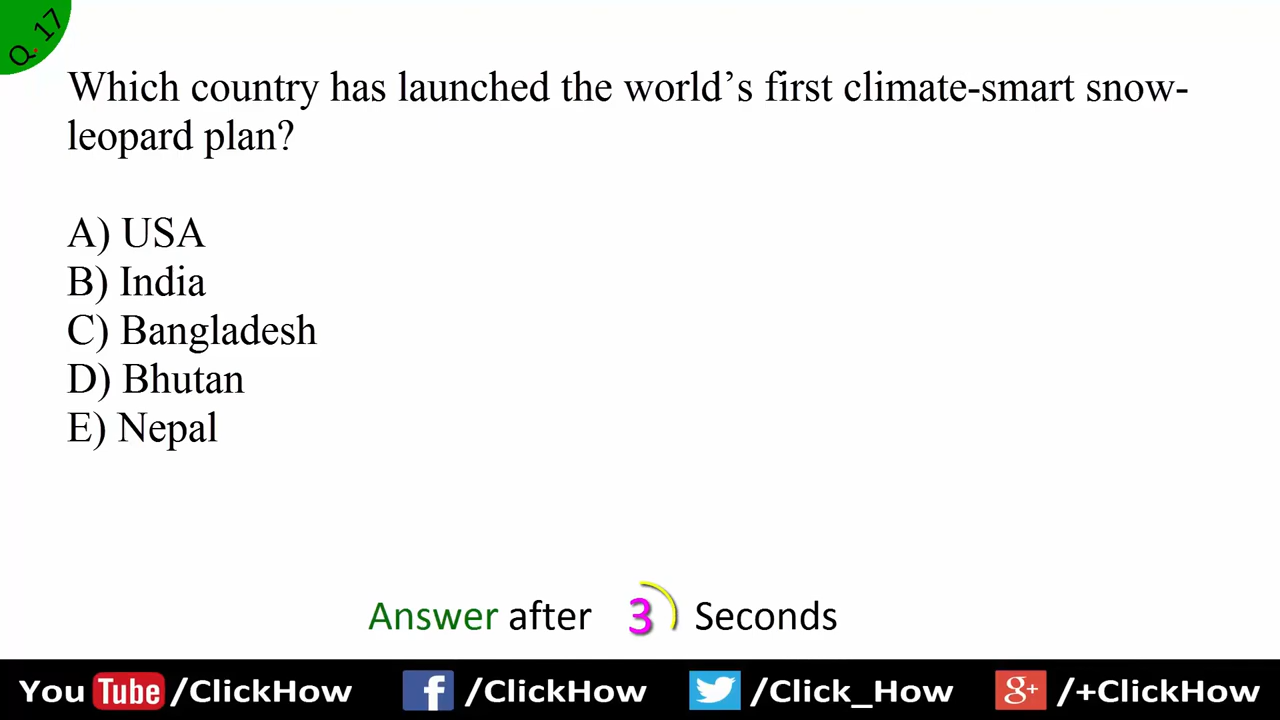 Q. 17
Which country has launched the world’s first climate-smart snow-
leopard plan?
A) USA
B) India
C) Bangladesh
D) Bhutan
E) Nepal
Answer after 3 Seconds
You Tube /ClickHow f /ClickHow /Click_How g+ /+ClickHow